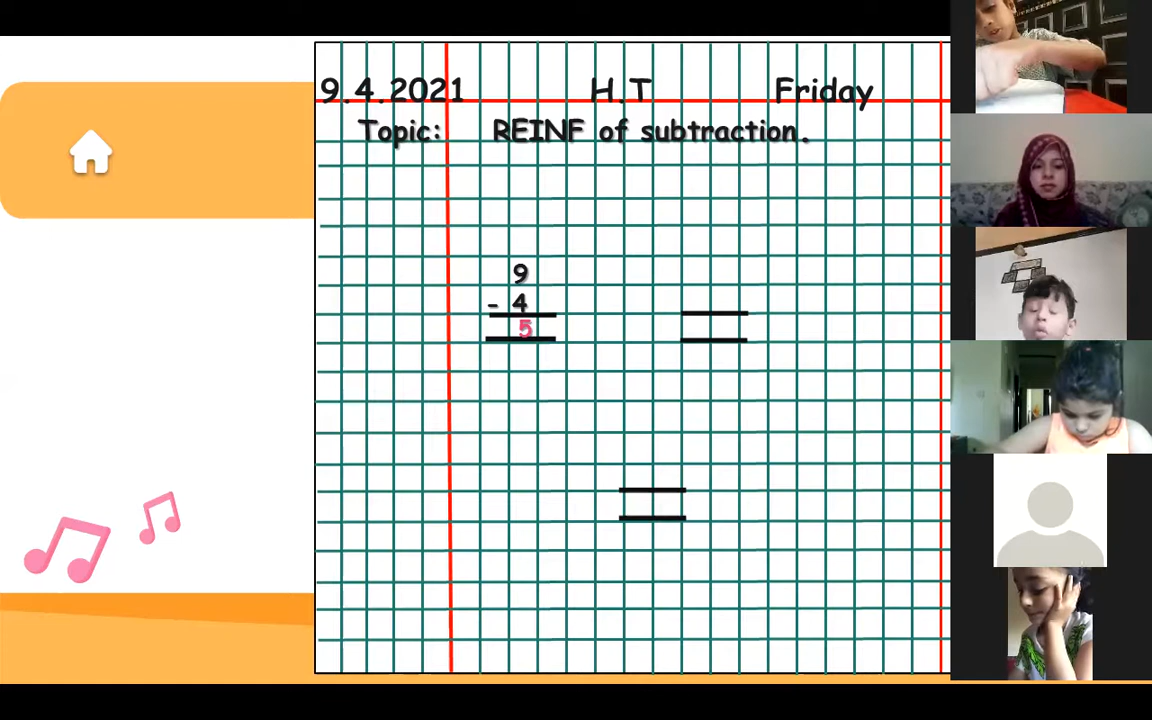 9.4.2021 H.T Friday
Topic: REINF of subtraction.
9
- 4
5